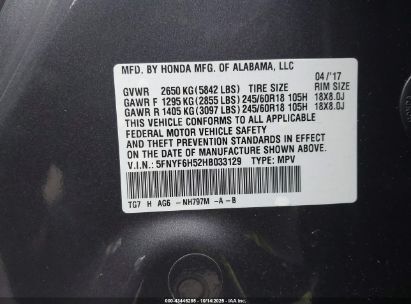 MFD. BY HONDA MFG. OF ALABAMA, LLC
04/'17
GVWR 2650 KG(5842 LBS) TIRE SIZE RIM SIZE
GAWR F 1295 KG(2855 LBS)245/60R18 105H 18X8.0J
GAWR R 1405 KG(3097 LBS)245/60R18 105H 18X8.0J
THIS VEHICLE CONFORMS TO ALL APPLICABLE
FEDERAL MOTOR VEHICLE SAFETY AND
THEFT PREVENTION STANDARDS IN EFFECT
ON THE DATE OF MANUFACTURE SHOWN ABOVE.
V.I.N.: 5FNYF6H52HB033129 TYPE: MPV
TG7 H AG6 -NH797M -A-B